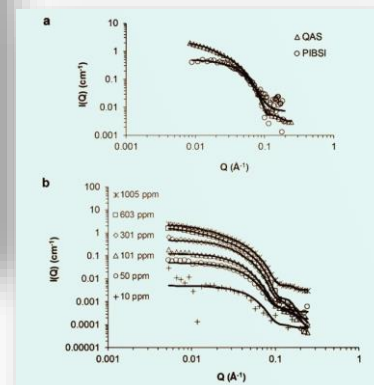 a
10
QAS
1
PIBSI
0.1
I(Q) (cm⁻¹)
0.01
0.001
0.001 0.01 0.1 1
Q (Å⁻¹)
b
100
1005 ppm
10
603 ppm
1
301 ppm
0.1
101 ppm
I(Q) (cm⁻¹)
0.01
50 ppm
0.001
10 ppm
0.0001
0.00001
0.001 0.01 0.1 1
Q (Å⁻¹)